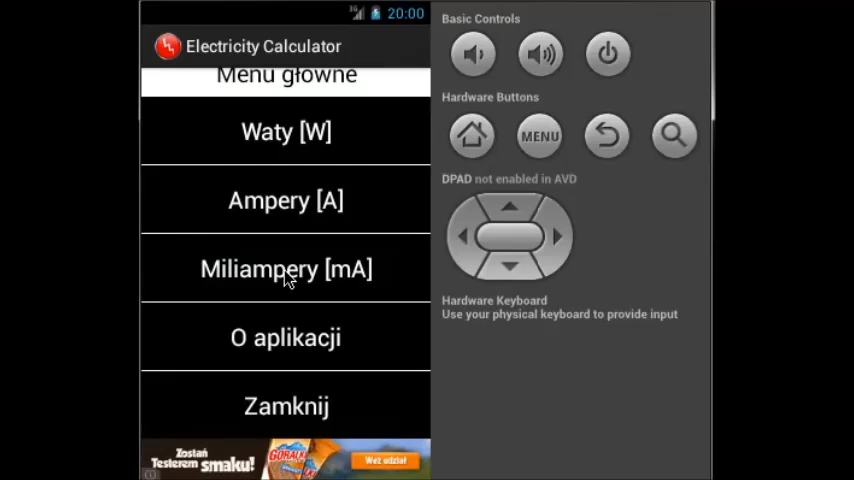 20:00
Electricity Calculator
Menu główne
Waty [W]
Ampery [A]
Miliampery [mA]
O aplikacji
Zamknij
Zostań
Testerem smaku!
GÓRALKI
Weź udział
Basic Controls
Hardware Buttons
MENU
DPAD not enabled in AVD
Hardware Keyboard
Use your physical keyboard to provide input